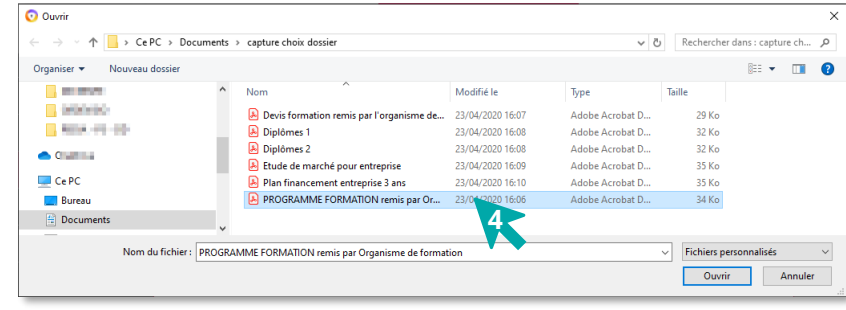 Ouvrir
> Ce PC > Documents > capture choix dossier
Rechercher dans : capture ch...
Organiser
Nouveau dossier
Nom Modifié le Type Taille
Devis formation remis par l'organisme de... 23/04/2020 16:07 Adobe Acrobat D... 29 Ko
Diplômes 1 23/04/2020 16:08 Adobe Acrobat D... 32 Ko
Diplômes 2 23/04/2020 16:08 Adobe Acrobat D... 32 Ko
Etude de marché pour entreprise 23/04/2020 16:09 Adobe Acrobat D... 35 Ko
Plan financement entreprise 3 ans 23/04/2020 16:10 Adobe Acrobat D... 35 Ko
PROGRAMME FORMATION remis par Or... 23/04/2020 16:06 Adobe Acrobat D... 34 Ko
Ce PC
Bureau
Documents
4
Nom du fichier : PROGRAMME FORMATION remis par Organisme de formation
Fichiers personnalisés
Ouvrir
Annuler